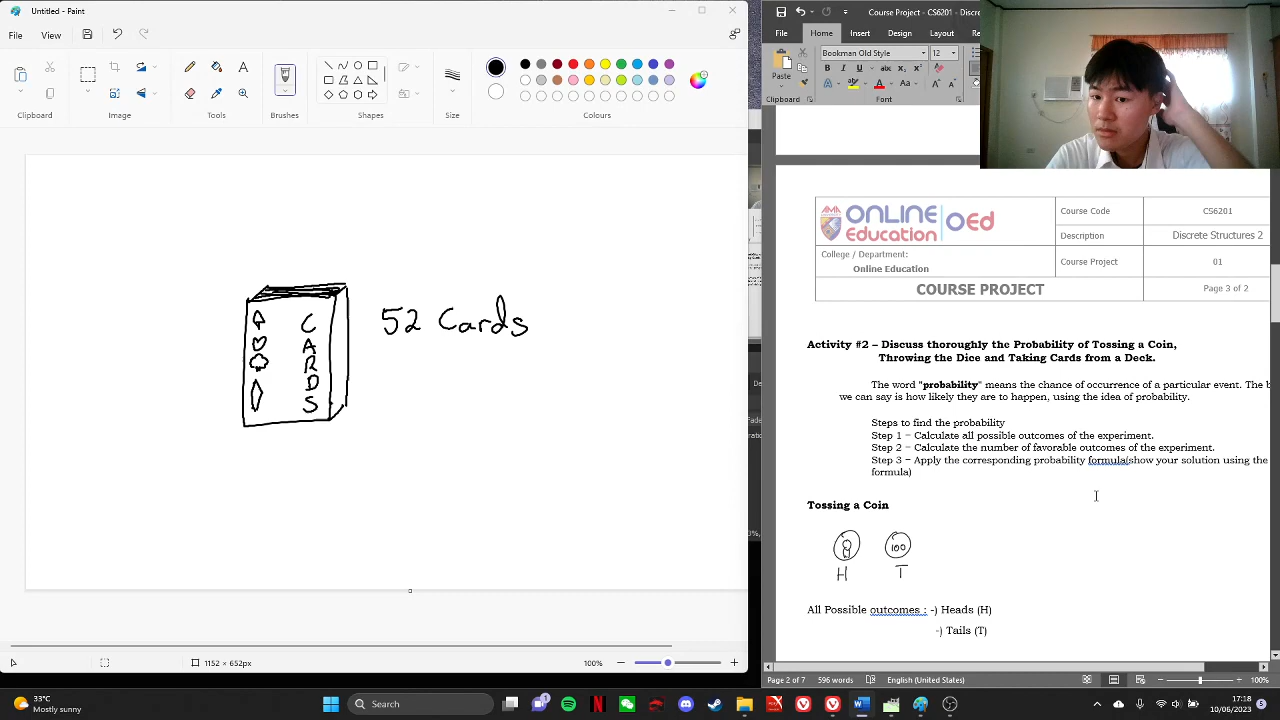 Untitled - Paint
File View
Clipboard
Image
Tools
Brushes
Shapes
Size
Colours
52 Cards
CARDS
1152 × 652px
100%
CS6201 - Discre
Home Insert Design Layout
Paste
Clipboard
Bookman Old Style 12
Font
ONLINE Education oEd
Course Code CS6201
Description Discrete Structures 2
College / Department:
Online Education
Course Project 01
COURSE PROJECT Page 3 of 2
Activity #2 – Discuss thoroughly the Probability of Tossing a Coin,
Throwing the Dice and Taking Cards from a Deck.
The word "probability" means the chance of occurrence of a particular event. The b
we can say is how likely they are to happen, using the idea of probability.
Steps to find the probability
Step 1 − Calculate all possible outcomes of the experiment.
Step 2 − Calculate the number of favorable outcomes of the experiment.
Step 3 − Apply the corresponding probability formula(show your solution using the
formula)
Tossing a Coin
100
H T
All Possible outcomes : -) Heads (H)
-) Tails (T)
Page 2 of 7 596 words English (United States) 100%
33°C
Mostly sunny
Search
17:18
10/06/2023